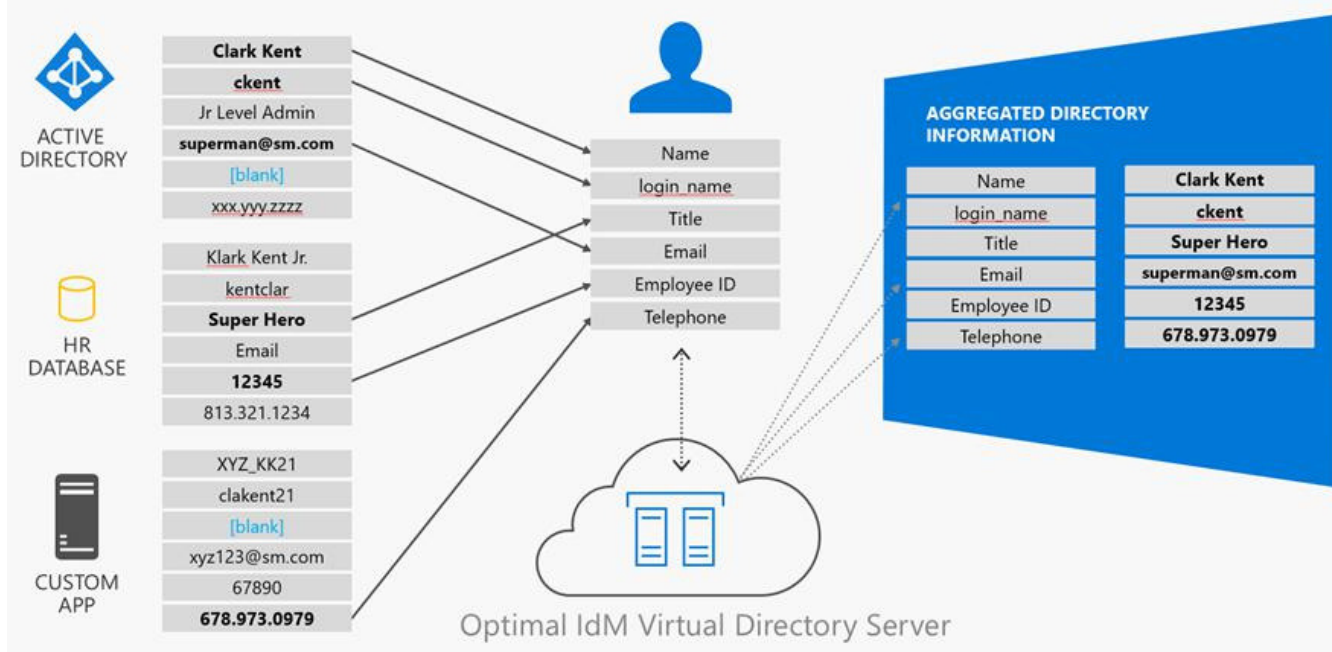 ACTIVE
DIRECTORY
Clark Kent
ckent
Jr Level Admin
superman@sm.com
[blank]
xxx.yyy.zzzz
HR
DATABASE
Klark Kent Jr.
kentclar
Super Hero
Email
12345
813.321.1234
CUSTOM
APP
XYZ_KK21
clakent21
[blank]
xyz123@sm.com
67890
678.973.0979
Name
login_name
Title
Email
Employee ID
Telephone
Optimal IdM Virtual Directory Server
AGGREGATED DIRECTORY
INFORMATION
Name Clark Kent
login_name ckent
Title Super Hero
Email superman@sm.com
Employee ID 12345
Telephone 678.973.0979